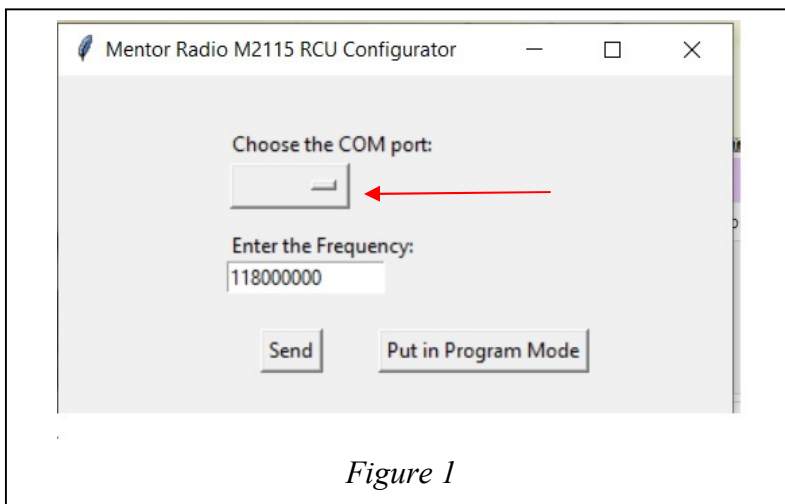 Mentor Radio M2115 RCU Configurator
Choose the COM port:
Enter the Frequency:
118000000
Send Put in Program Mode
Figure 1